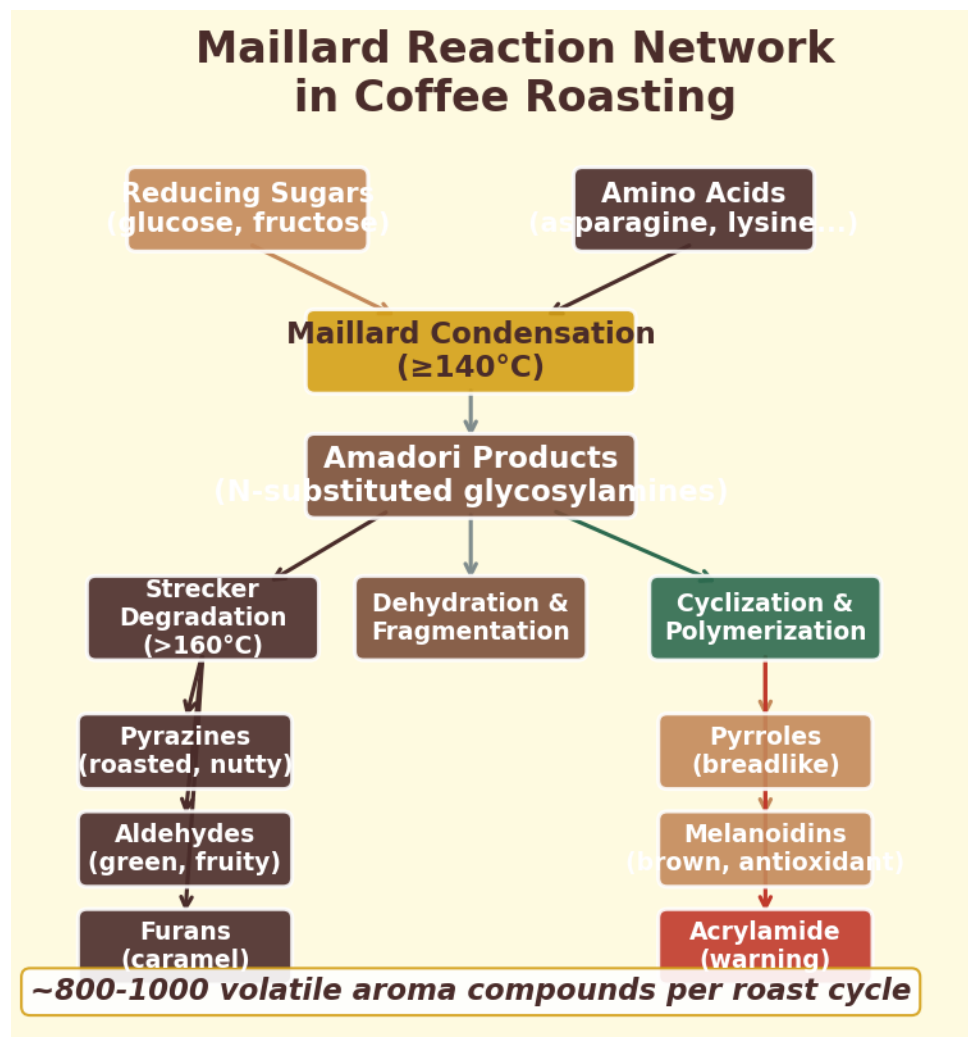 Maillard Reaction Network
in Coffee Roasting
Reducing Sugars
(glucose, fructose)
Amino Acids
(asparagine, lysine...)
Maillard Condensation
(≥140°C)
Amadori Products
(N-substituted glycosylamines)
Strecker
Degradation
(>160°C)
Dehydration &
Fragmentation
Cyclization &
Polymerization
Pyrazines
(roasted, nutty)
Pyrroles
(breadlike)
Aldehydes
(green, fruity)
Melanoidins
(brown, antioxidant)
Furans
(caramel)
Acrylamide
(warning)
~800-1000 volatile aroma compounds per roast cycle